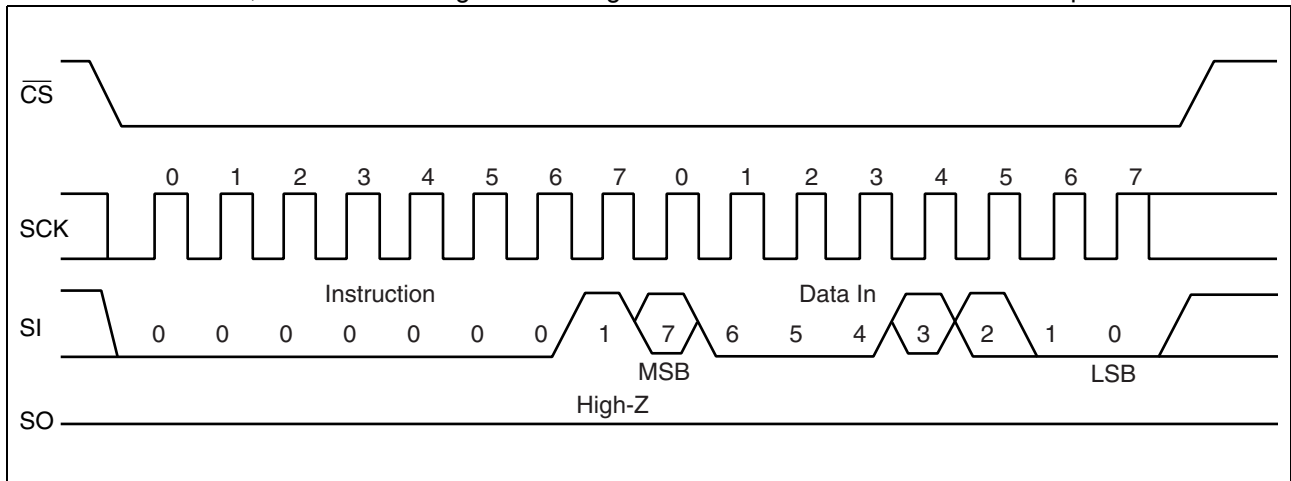 CS
0 1 2 3 4 5 6 7 0 1 2 3 4 5 6 7
SCK
Instruction Data In
SI 0 0 0 0 0 0 0 1 7 6 5 4 3 2 1 0
MSB LSB
High-Z
SO